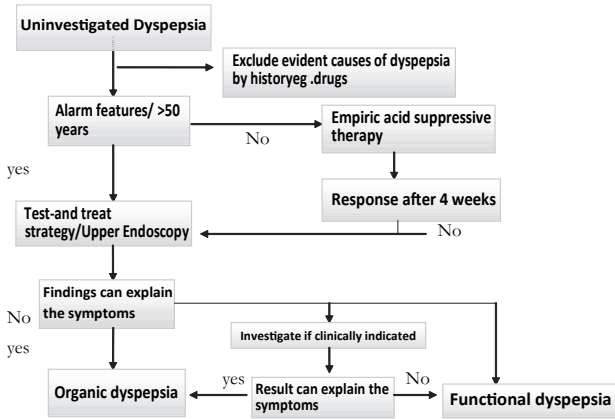 Uninvestigated Dyspepsia
Exclude evident causes of dyspepsia
by historyeg .drugs
Alarm features/ >50
years
No
Empiric acid suppressive
therapy
yes
Response after 4 weeks
Test-and treat
strategy/Upper Endoscopy
No
Findings can explain
the symptoms
No
Investigate if clinically indicated
yes
Organic dyspepsia
yes
Result can explain the
symptoms
No
Functional dyspepsia